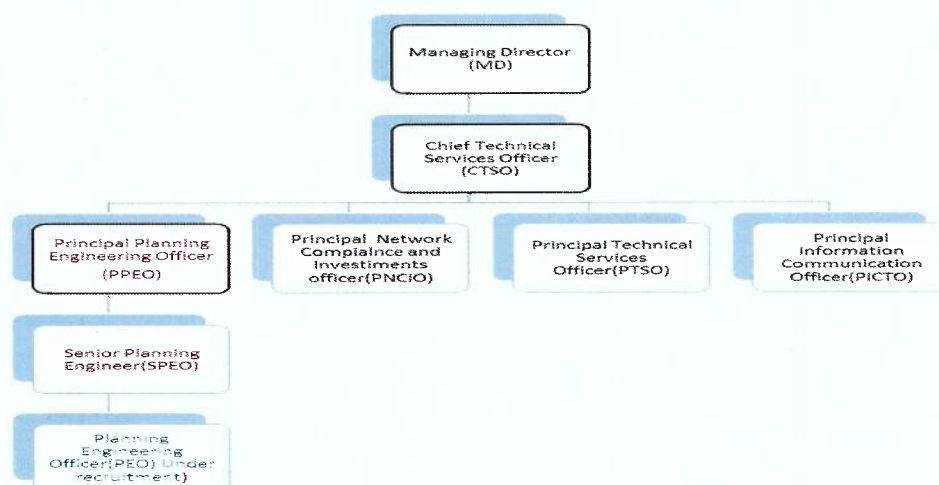 Managing Director
(MD)
Chief Technical
Services Officer
(CTSO)
Principal Planning
Engineering Officer
(PPEO)
Principal Network
Complaince and
Investiments
officer(PNCiO)
Principal Technical
Services
Officer(PTSO)
Principal
Information
Communication
Officer(PICTO)
Senior Planning
Engineer(SPEO)
Planning
Engineering
Officer(PEO) Under
recruitment)